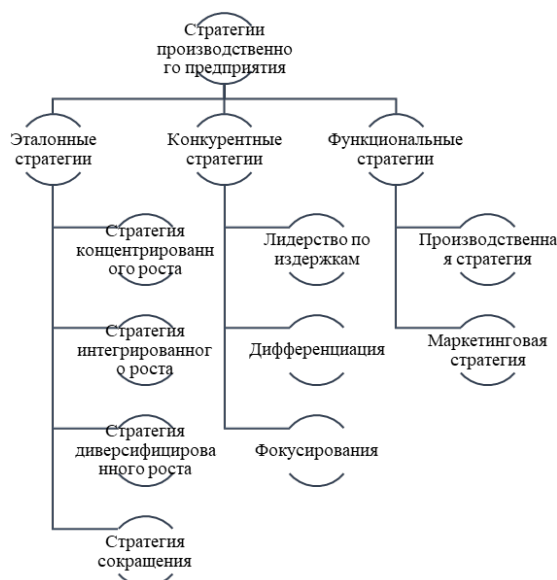 Стратегии
производственно
го предприятия
Эталонные
стратегии
Конкурентные
стратегии
Функциональные
стратегии
Стратегия
концентрированн
ого роста
Лидерство по
издержкам
Производственна
я стратегия
Стратегия
интегрированног
о роста
Дифференциация
Маркетинговая
стратегия
Стратегия
диверсифицирова
нного роста
Фокусирования
Стратегия
сокращения